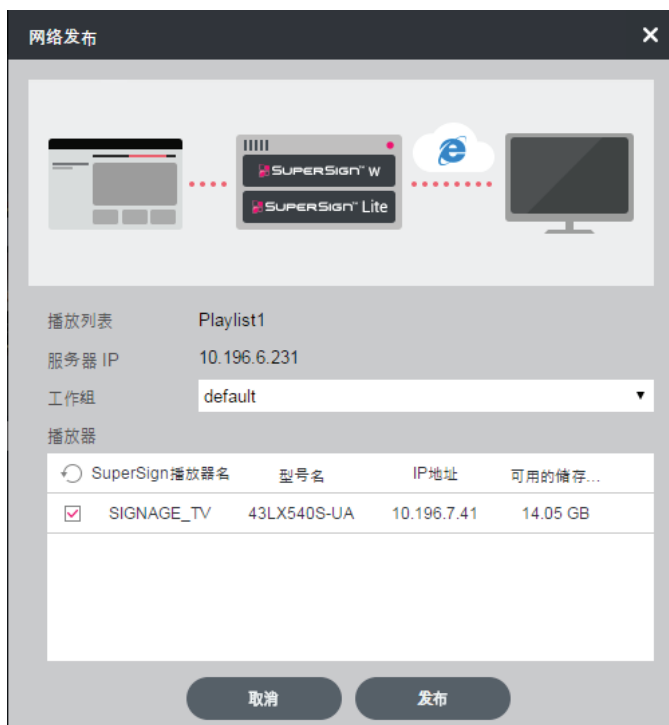 网络发布
SUPERSIGN™ W
SUPERSIGN™ Lite
播放列表 Playlist1
服务器 IP 10.196.6.231
工作组 default
播放器
SuperSign播放器名 型号名 IP地址 可用的储存...
SIGNAGE_TV 43LX540S-UA 10.196.7.41 14.05 GB
取消 发布